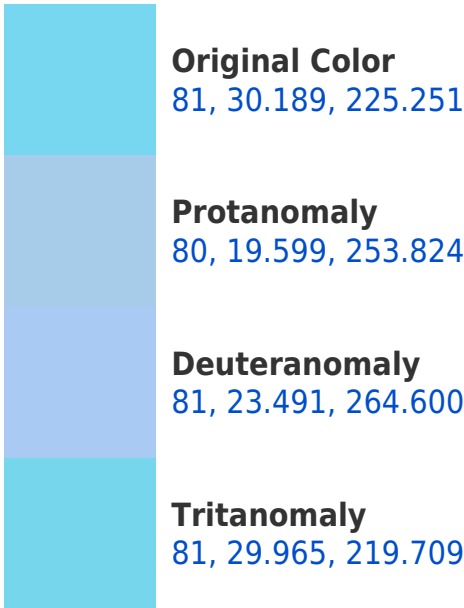 Original Color
81, 30.189, 225.251
Protanomaly
80, 19.599, 253.824
Deuteranomaly
81, 23.491, 264.600
Tritanomaly
81, 29.965, 219.709